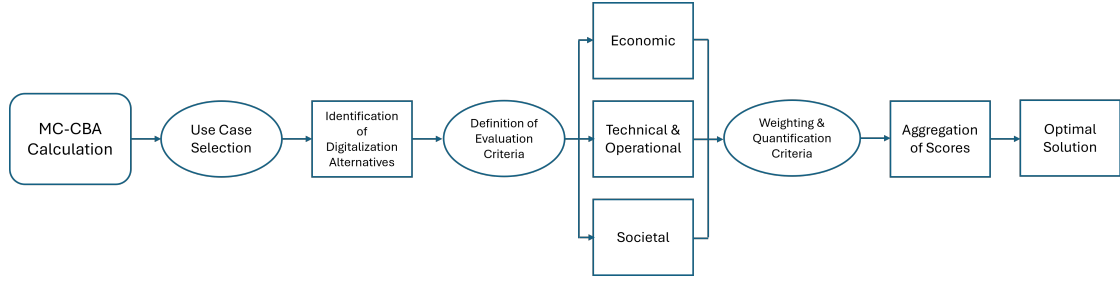 MC-CBA
Calculation
Use Case
Selection
Identification
of
Digitalization
Alternatives
Definition of
Evaluation
Criteria
Economic
Technical &
Operational
Societal
Weighting &
Quantification
Criteria
Aggregation
of Scores
Optimal
Solution